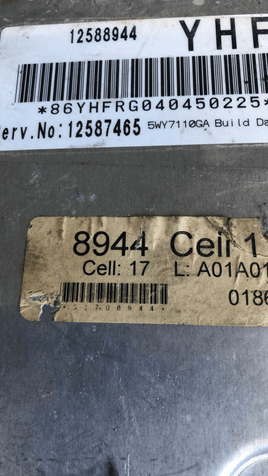 12588944 YHF
*86YHFRG040450225*
erv.No:12587465 5WY7110GA Build Da
8944 Cell 1
Cell: 17 L: A01A01
0186